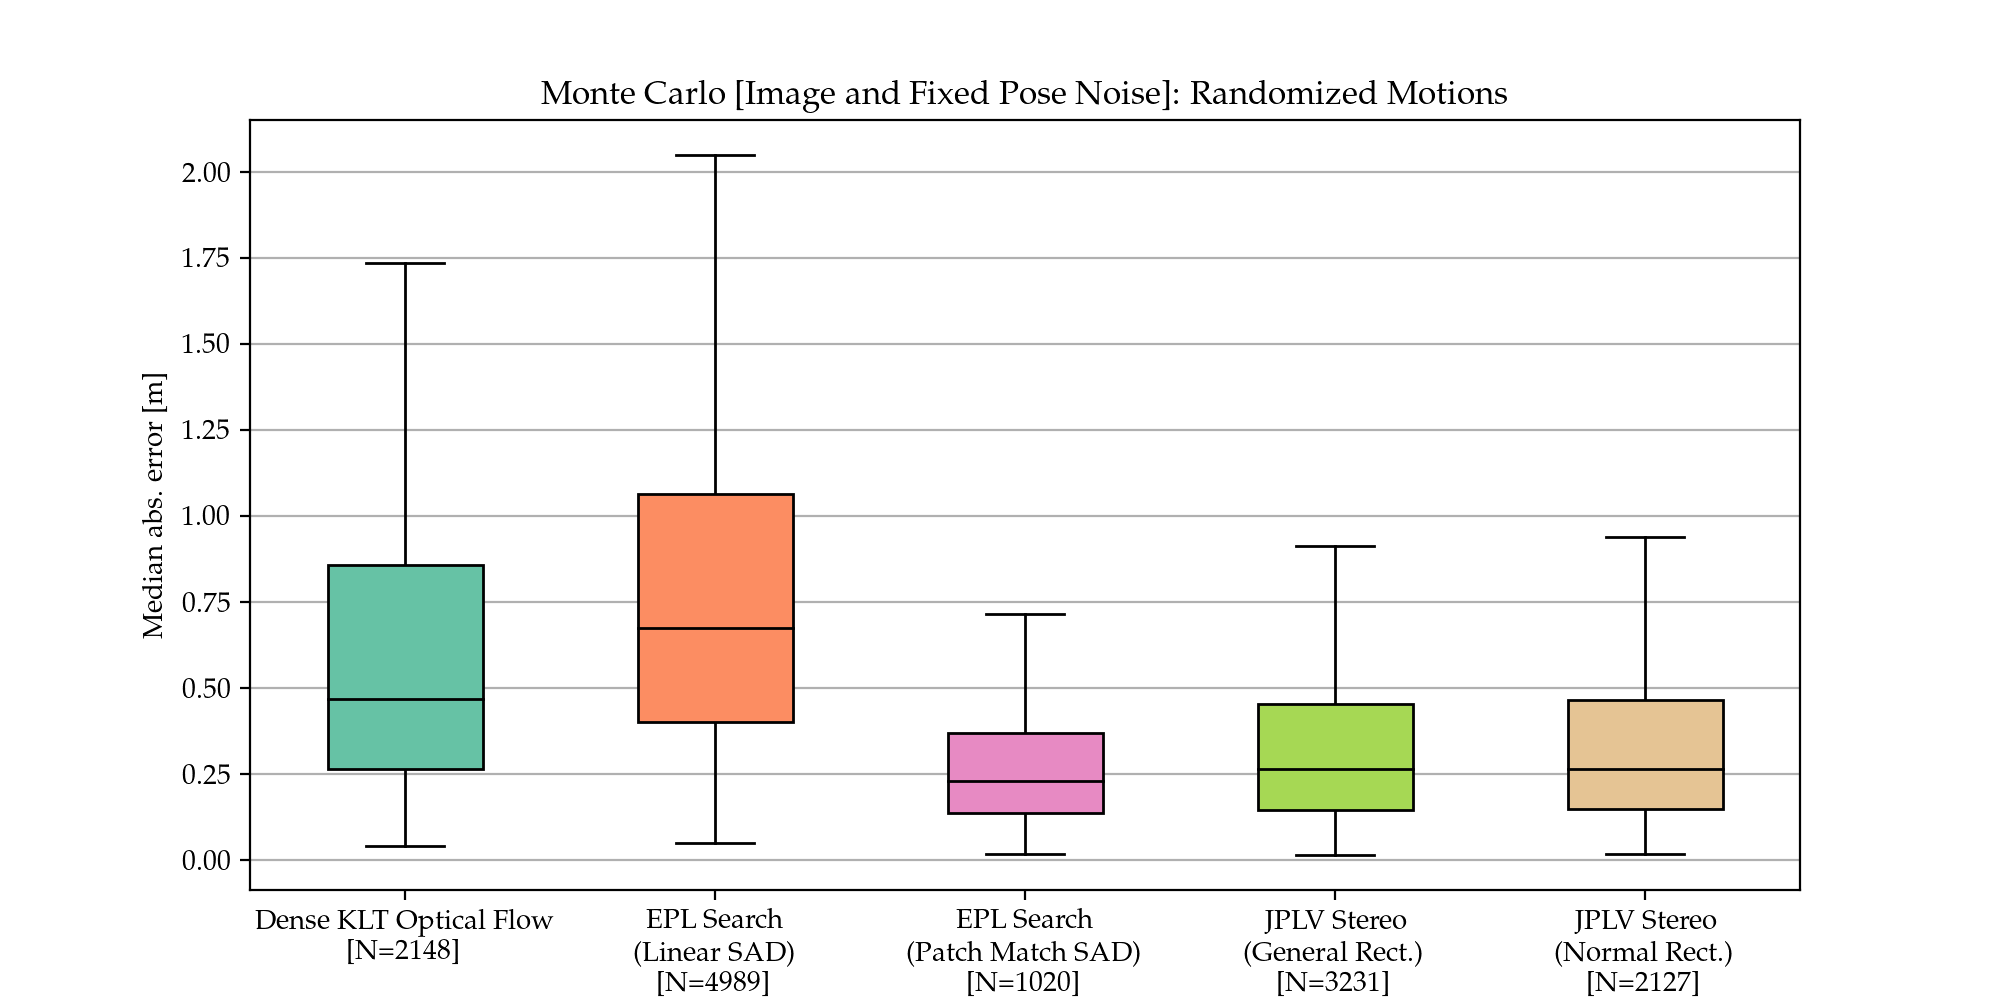 Monte Carlo [Image and Fixed Pose Noise]: Randomized Motions
Median abs. error [m]
2.00
1.75
1.50
1.25
1.00
0.75
0.50
0.25
0.00
Dense KLT Optical Flow
[N=2148]
EPL Search
(Linear SAD)
[N=4989]
EPL Search
(Patch Match SAD)
[N=1020]
JPLV Stereo
(General Rect.)
[N=3231]
JPLV Stereo
(Normal Rect.)
[N=2127]